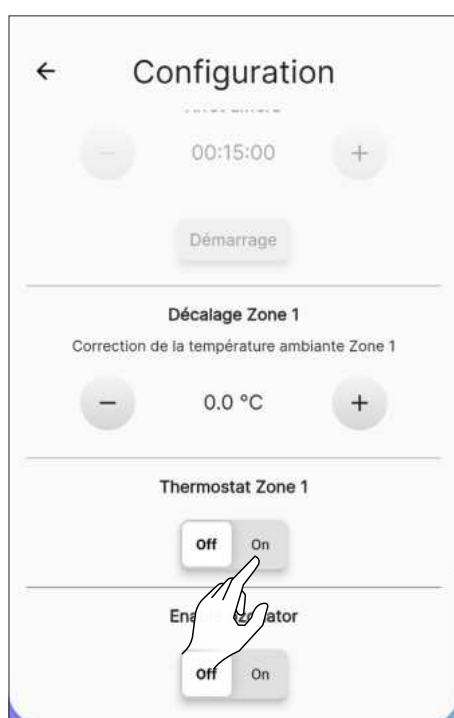 Configuration
00:15:00
Démarrage
Décalage Zone 1
Correction de la température ambiante Zone 1
0.0 °C
Thermostat Zone 1
Off On
Off On